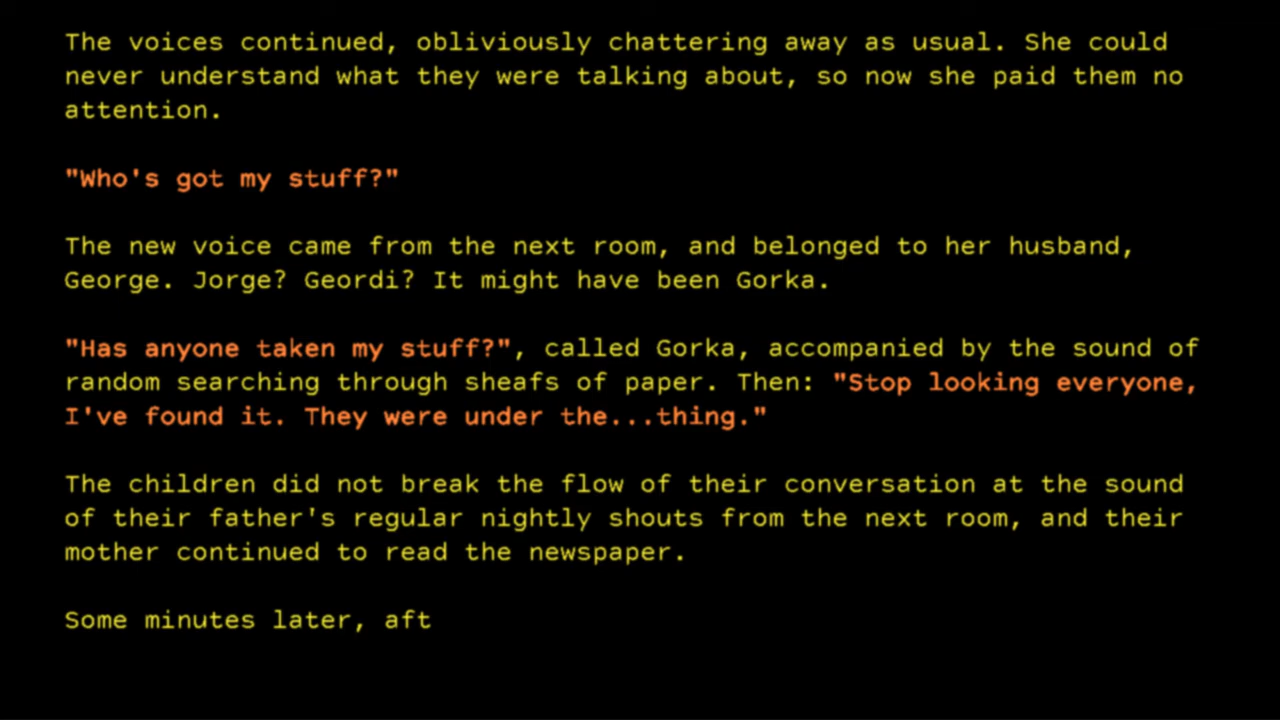 The voices continued, obliviously chattering away as usual. She could
never understand what they were talking about, so now she paid them no
attention.
"Who's got my stuff?"
The new voice came from the next room, and belonged to her husband,
George. Jorge? Geordi? It might have been Gorka.
"Has anyone taken my stuff?", called Gorka, accompanied by the sound of
random searching through sheafs of paper. Then: "Stop looking everyone,
I've found it. They were under the...thing."
The children did not break the flow of their conversation at the sound
of their father's regular nightly shouts from the next room, and their
mother continued to read the newspaper.
Some minutes later, aft